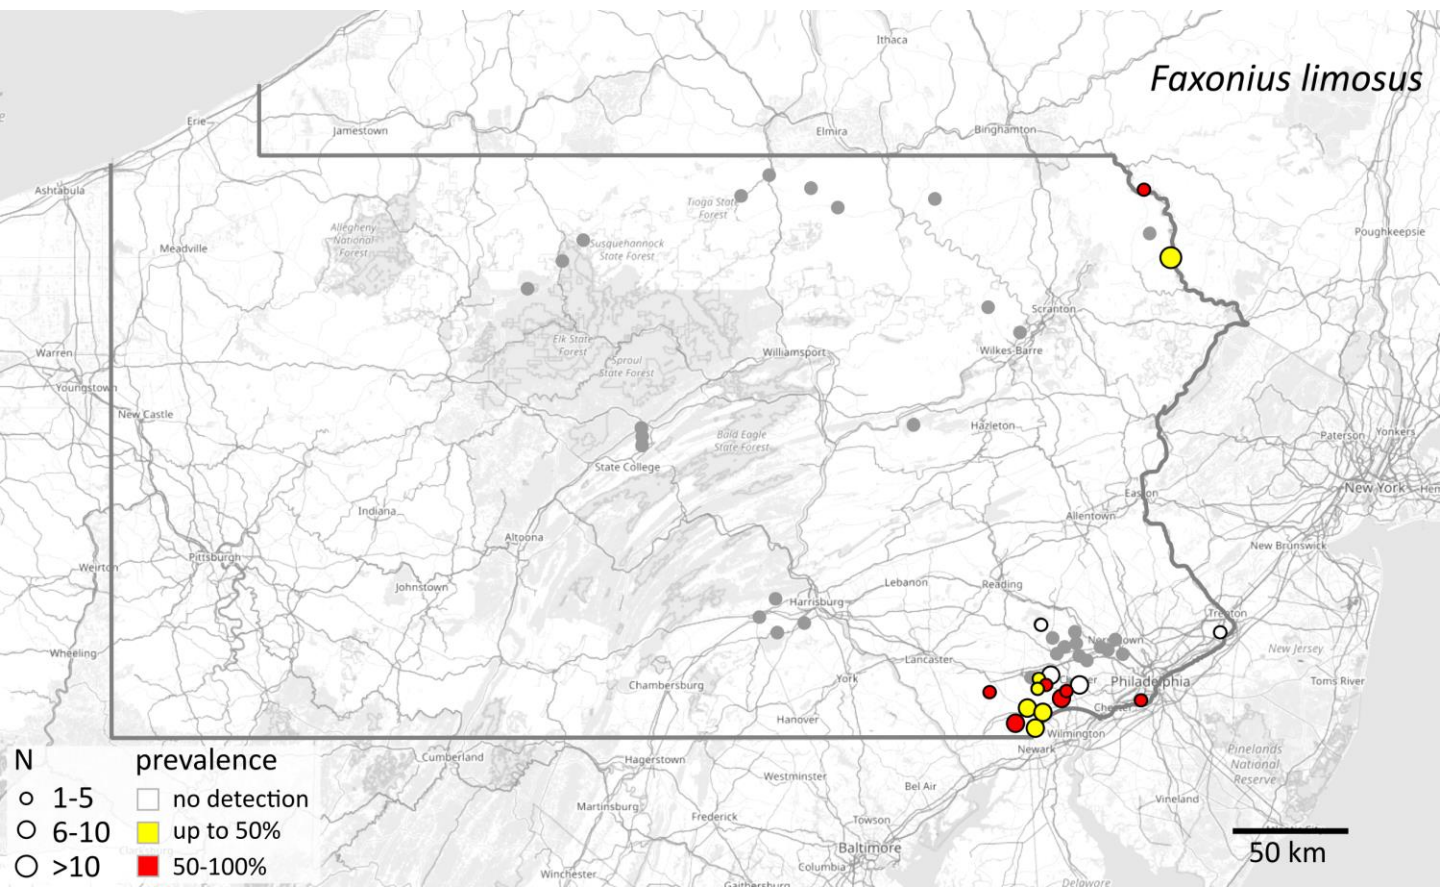 Ithaca
Faxonius limosus
Erie
Jamestown
Elmira
Binghamton
Ashtabula
Tioga State
Forest
Allegheny
National
Forest
Poughkeepsie
Meadville
Susquehannock
State Forest
Scranton
Elk State
Forest
Warren
Williamsport
Wilkes-Barre
Sproul
State Forest
Youngstown
New Castle
Hazleton
Bald Eagle
State Forest
Paterson
Yonkers
State College
New York
Hem
Easton
Indiana
Allentown
Altoona
New Brunswick
Pittsburgh
Weirton
Johnstown
Lebanon
Reading
Harrisburg
Trenton
Wheeling
New Jersey
Lancaster
Chambersburg
York
Philadelphia
Toms River
Hanover
Chester
Wilmington
Newark
Pinelands
National
Reserve
Cumberland
Hagerstown
Westminster
Bel Air
Vineland
Martinsburg
Frederick
Towson
Baltimore
Columbia
Winchester
Gaithersburg
Delaware
N prevalence
1-5 no detection
6-10 up to 50%
>10 50-100%
Clarksburg
50 km